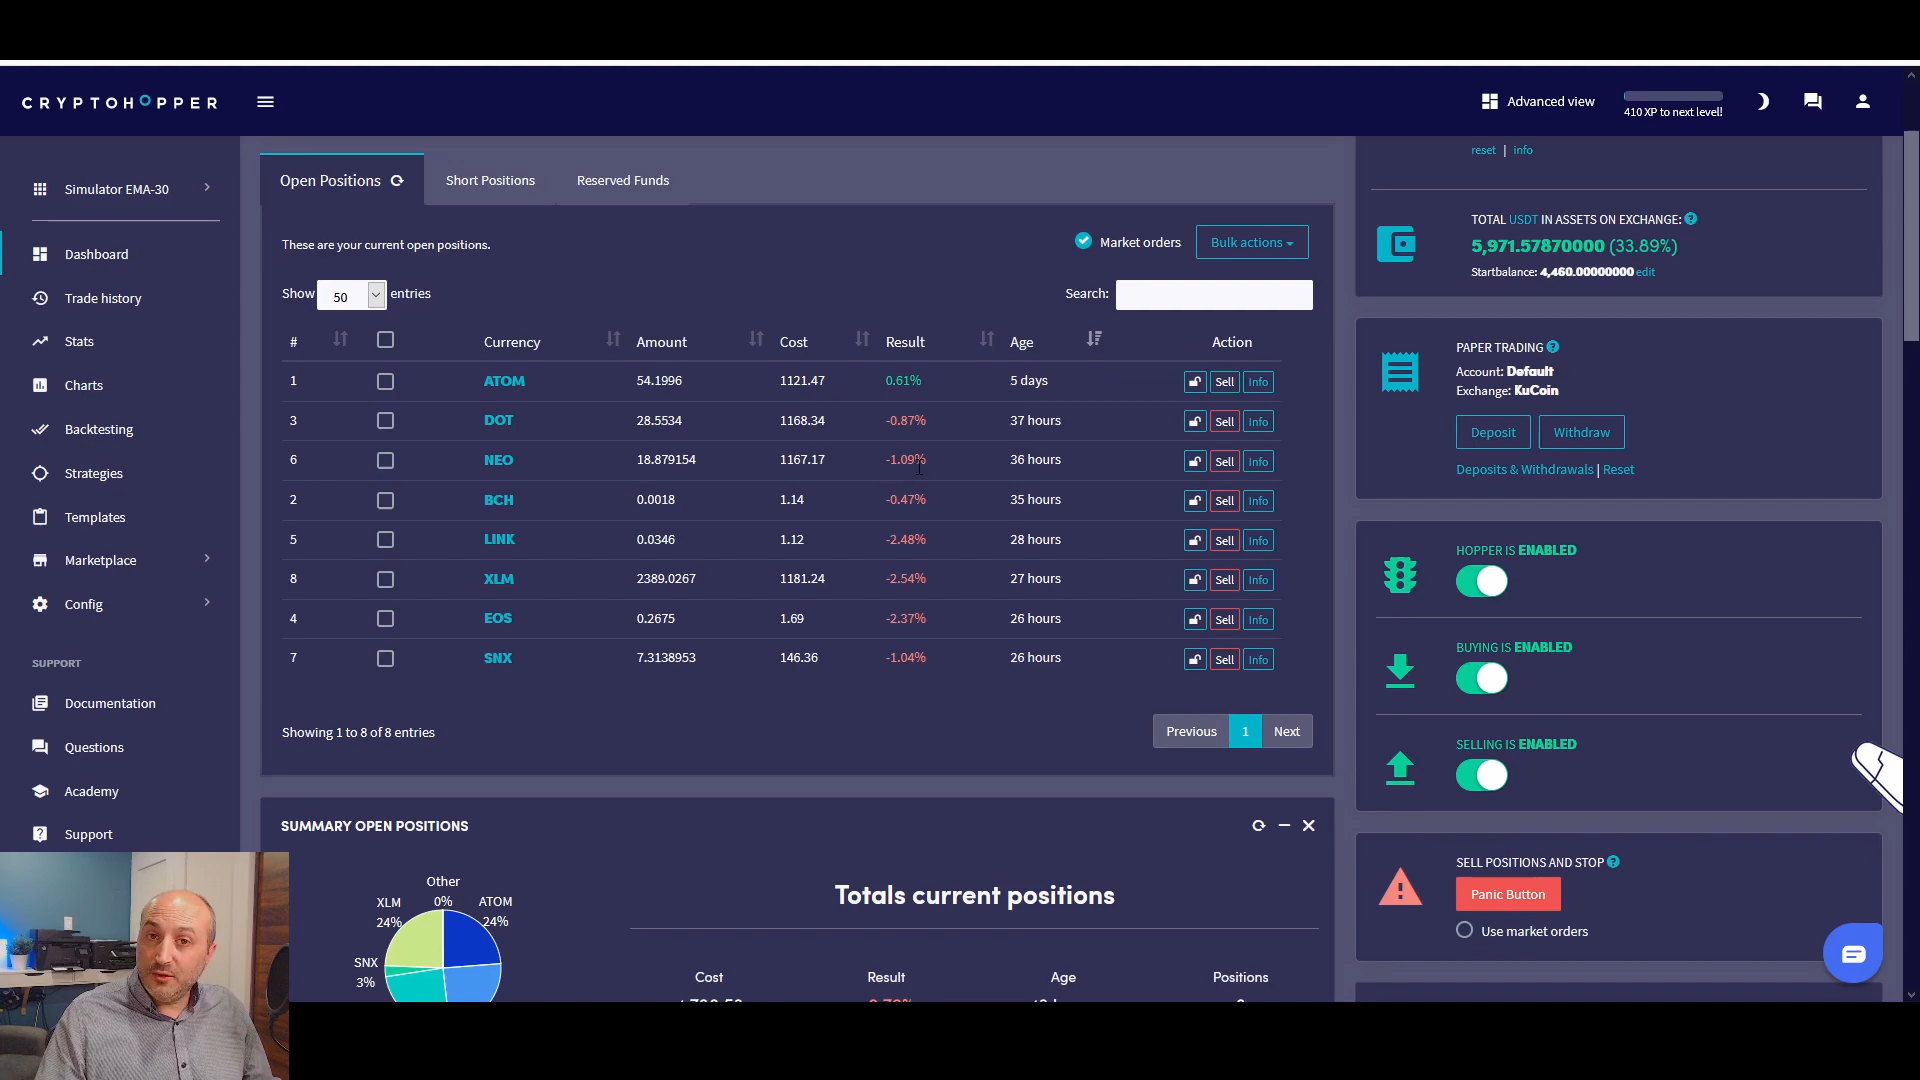 CRYPTOHOPPER
Advanced view
410 XP to next level!
Simulator EMA-30
Dashboard
Trade history
Stats
Charts
Backtesting
Strategies
Templates
Marketplace
Config
SUPPORT
Documentation
Questions
Academy
Support
Open Positions
Short Positions
Reserved Funds
These are your current open positions.
Market orders
Bulk actions
Show 50 entries
Search:
# Currency Amount Cost Result Age Action
1 ATOM 54.1996 1121.47 0.61% 5 days Sell Info
3 DOT 28.5534 1168.34 -0.87% 37 hours Sell Info
6 NEO 18.879154 1167.17 -1.09% 36 hours Sell Info
2 BCH 0.0018 1.14 -0.47% 35 hours Sell Info
5 LINK 0.0346 1.12 -2.48% 28 hours Sell Info
8 XLM 2389.0267 1181.24 -2.54% 27 hours Sell Info
4 EOS 0.2675 1.69 -2.37% 26 hours Sell Info
7 SNX 7.3138953 146.36 -1.04% 26 hours Sell Info
Showing 1 to 8 of 8 entries
Previous 1 Next
SUMMARY OPEN POSITIONS
Other
0%
XLM
24%
ATOM
24%
SNX
3%
Totals current positions
Cost Result Age Positions
reset | info
TOTAL USDT IN ASSETS ON EXCHANGE: ?
5,971.57870000 (33.89%)
Startbalance: 4,460.00000000 edit
PAPER TRADING ?
Account: Default
Exchange: KuCoin
Deposit
Withdraw
Deposits & Withdrawals | Reset
HOPPER IS ENABLED
BUYING IS ENABLED
SELLING IS ENABLED
SELL POSITIONS AND STOP ?
Panic Button
Use market orders